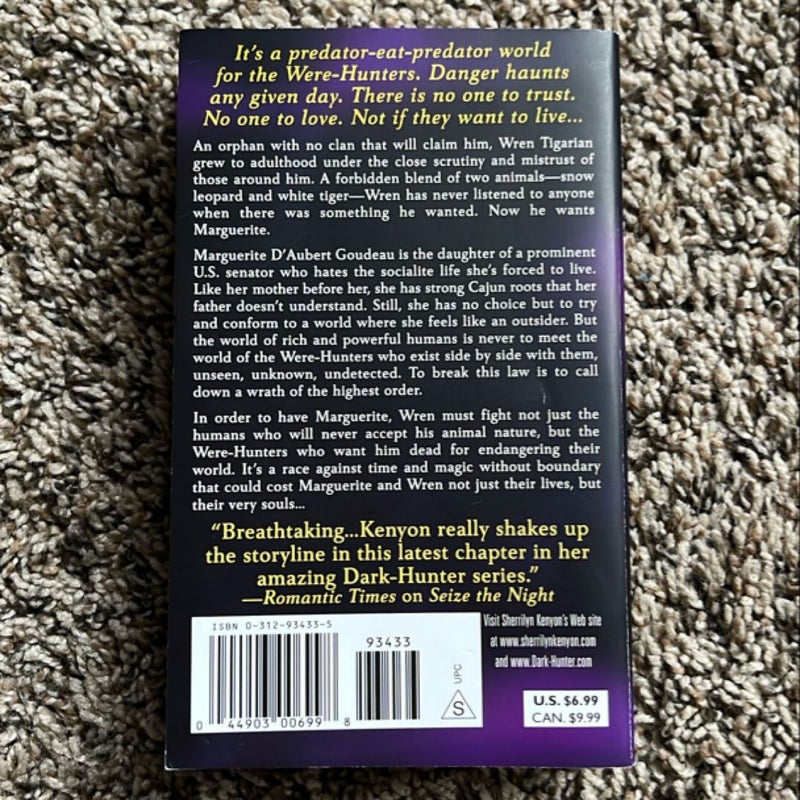 It's a predator-eat-predator world
for the Were-Hunters. Danger haunts
any given day. There is no one to trust.
No one to love. Not if they want to live...
An orphan with no clan that will claim him, Wren Tigarian
grew to adulthood under the close scrutiny and mistrust of
those around him. A forbidden blend of two animals—snow
leopard and white tiger—Wren has never listened to anyone
when there was something he wanted. Now he wants
Marguerite.
Marguerite D'Aubert Goudeau is the daughter of a prominent
U.S. senator who hates the socialite life she's forced to live.
Like her mother before her, she has strong Cajun roots that her
father doesn't understand. Still, she has no choice but to try
and conform to a world where she feels like an outsider. But
the world of rich and powerful humans is never to meet the
world of the Were-Hunters who exist side by side with them,
unseen, unknown, undetected. To break this law is to call
down a wrath of the highest order.
In order to have Marguerite, Wren must fight not just the
humans who will never accept his animal nature, but the
Were-Hunters who want him dead for endangering their
world. It's a race against time and magic without boundary
that could cost Marguerite and Wren not just their lives, but
their very souls...
"Breathtaking...Kenyon really shakes up
the storyline in this latest chapter in her
amazing Dark-Hunter series."
—Romantic Times on Seize the Night
ISBN 0-312-93433-5
93433
0 44903 00699 8
UPC
S
Visit Sherrilyn Kenyon's Web site
at www.sherrilynkenyon.com
and www.Dark-Hunter.com
U.S. $6.99
CAN. $9.99